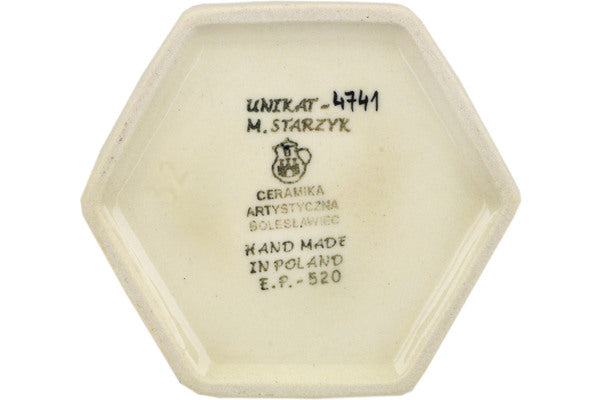 UNIKAT-4741
M. STARZYK
CERAMIKA
ARTYSTYCZNA
BOLESŁAWIEC
HAND MADE
IN POLAND
E.P.-520